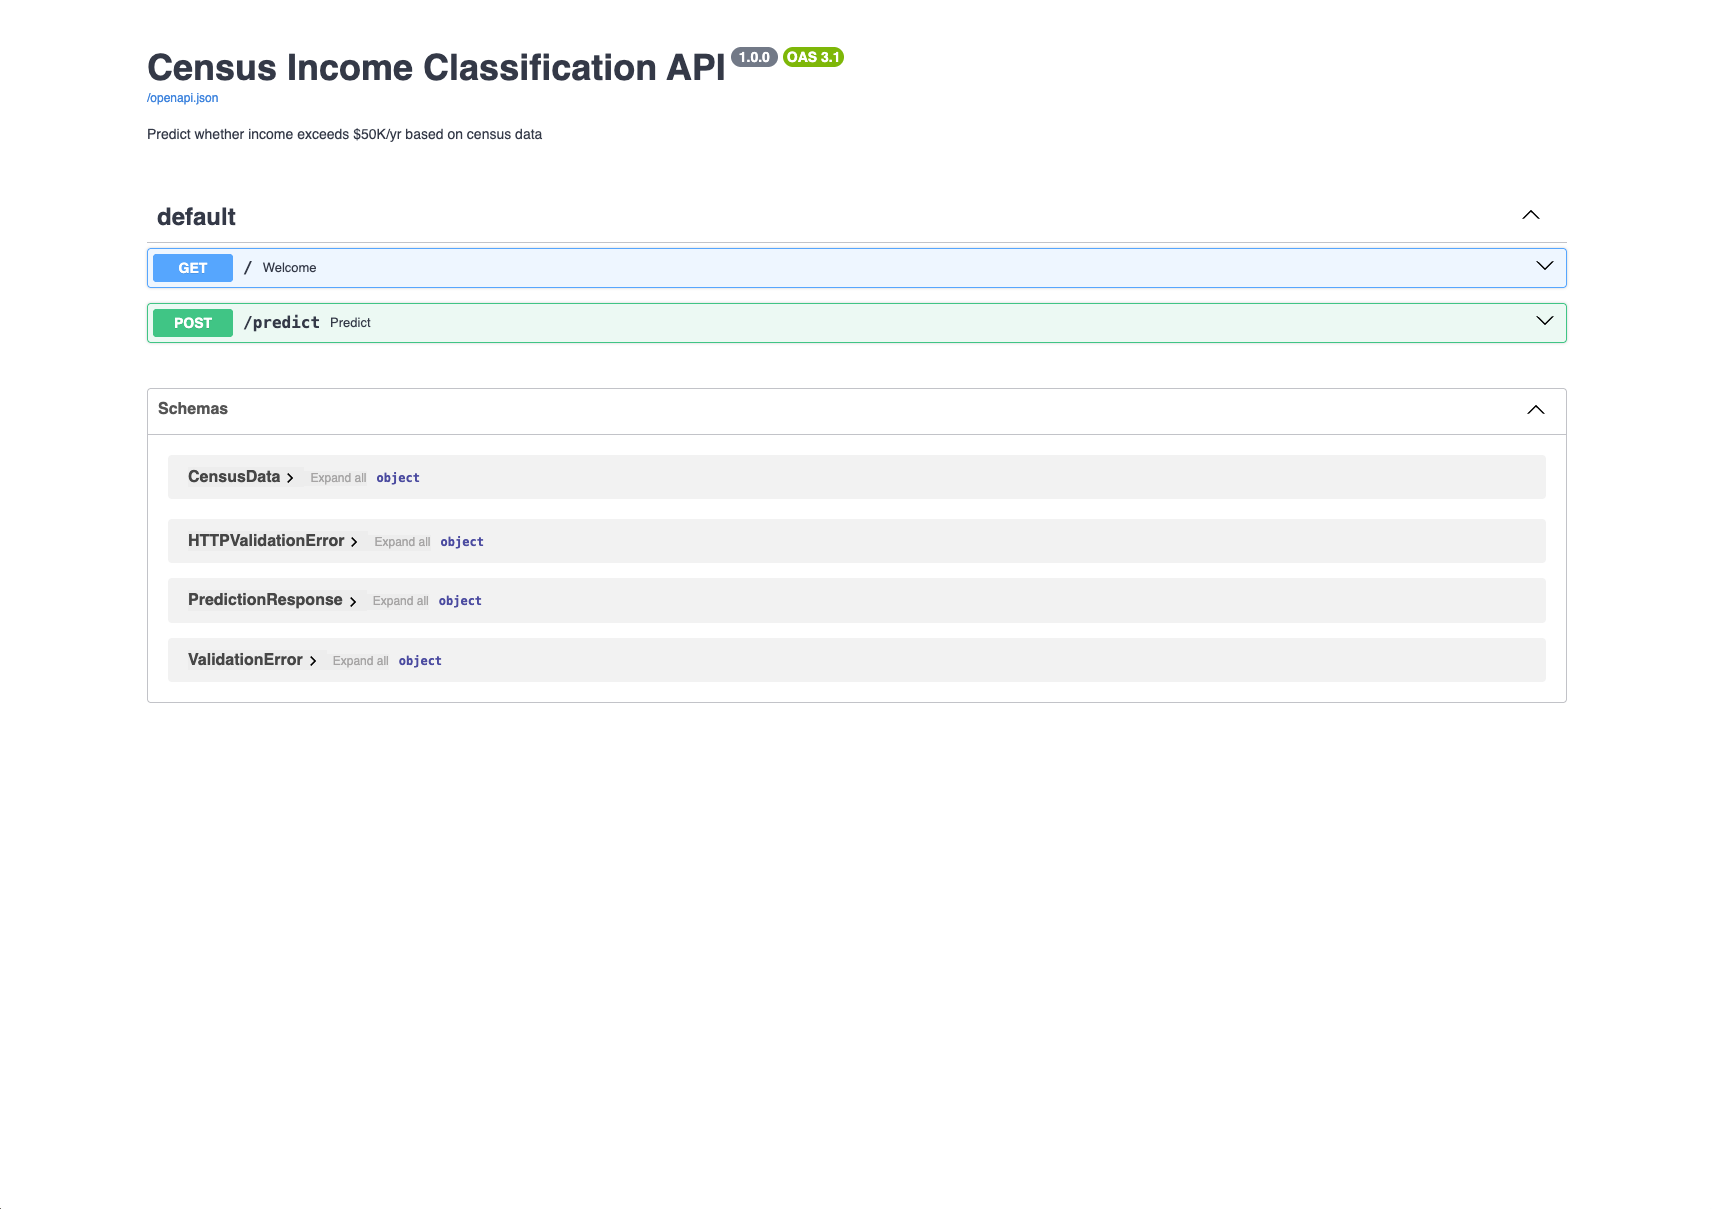 Census Income Classification API 1.0.0 OAS 3.1
/openapi.json
Predict whether income exceeds $50K/yr based on census data
default
GET / Welcome
POST /predict Predict
Schemas
CensusData Expand all object
HTTPValidationError Expand all object
PredictionResponse Expand all object
ValidationError Expand all object